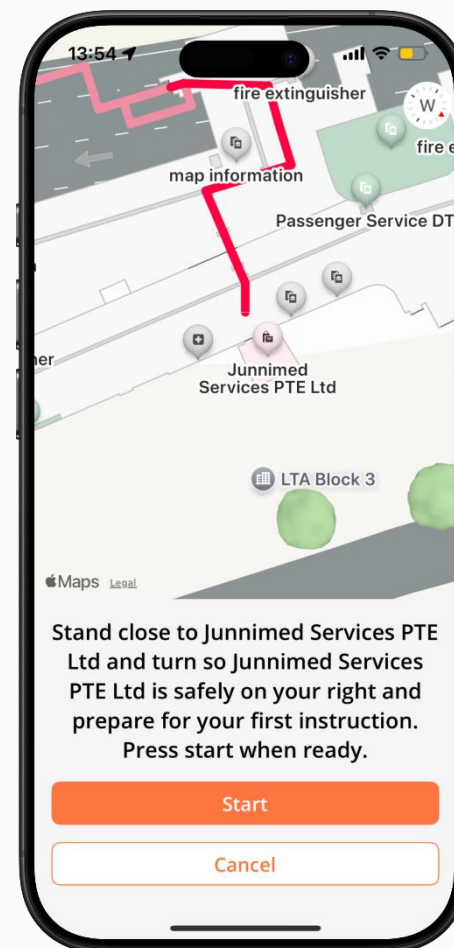 13:54
fire extinguisher
W
fire e
map information
Passenger Service DT
ner
Junnimed
Services PTE Ltd
LTA Block 3
Maps Legal
Stand close to Junnimed Services PTE
Ltd and turn so Junnimed Services
PTE Ltd is safely on your right and
prepare for your first instruction.
Press start when ready.
Start
Cancel